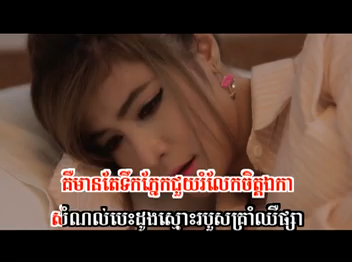 គឺមានតែទឹកភ្នែកជួយរំលែកចិត្តឯកា
សំណល់បេះដូងស្មោះរបួសគ្រាំឈឺផ្សា